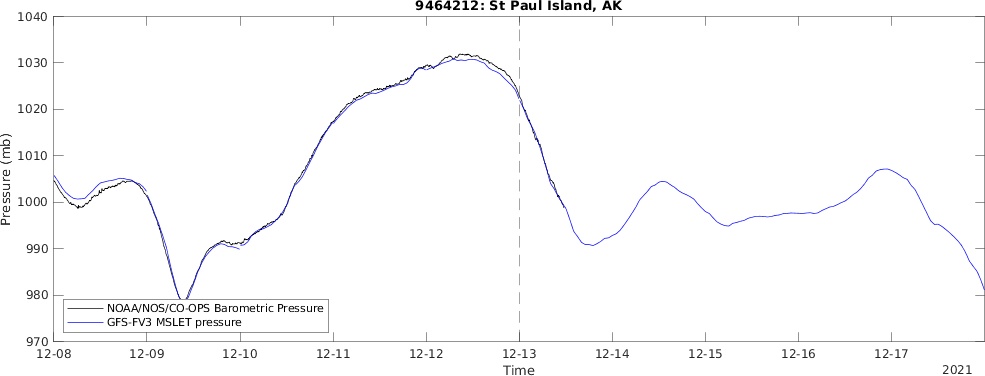 9464212: St Paul Island, AK
Pressure (mb)
1040
1030
1020
1010
1000
990
980
970
NOAA/NOS/CO-OPS Barometric Pressure
GFS-FV3 MSLET pressure
12-08 12-09 12-10 12-11 12-12 12-13 12-14 12-15 12-16 12-17
Time
2021